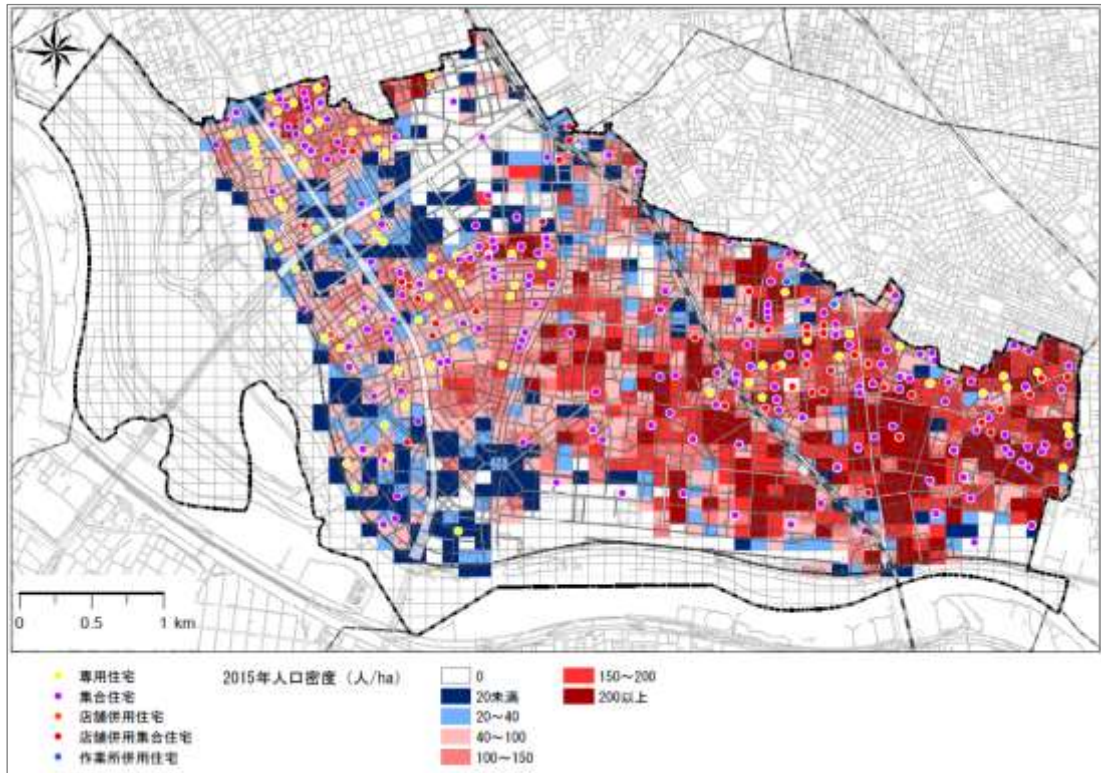 0 0.5 1 km
専用住宅
集合住宅
店舗併用住宅
店舗併用集合住宅
作業所併用住宅
2015年人口密度（人/ha）
0
20未満
20～40
40～100
100～150
150～200
200以上